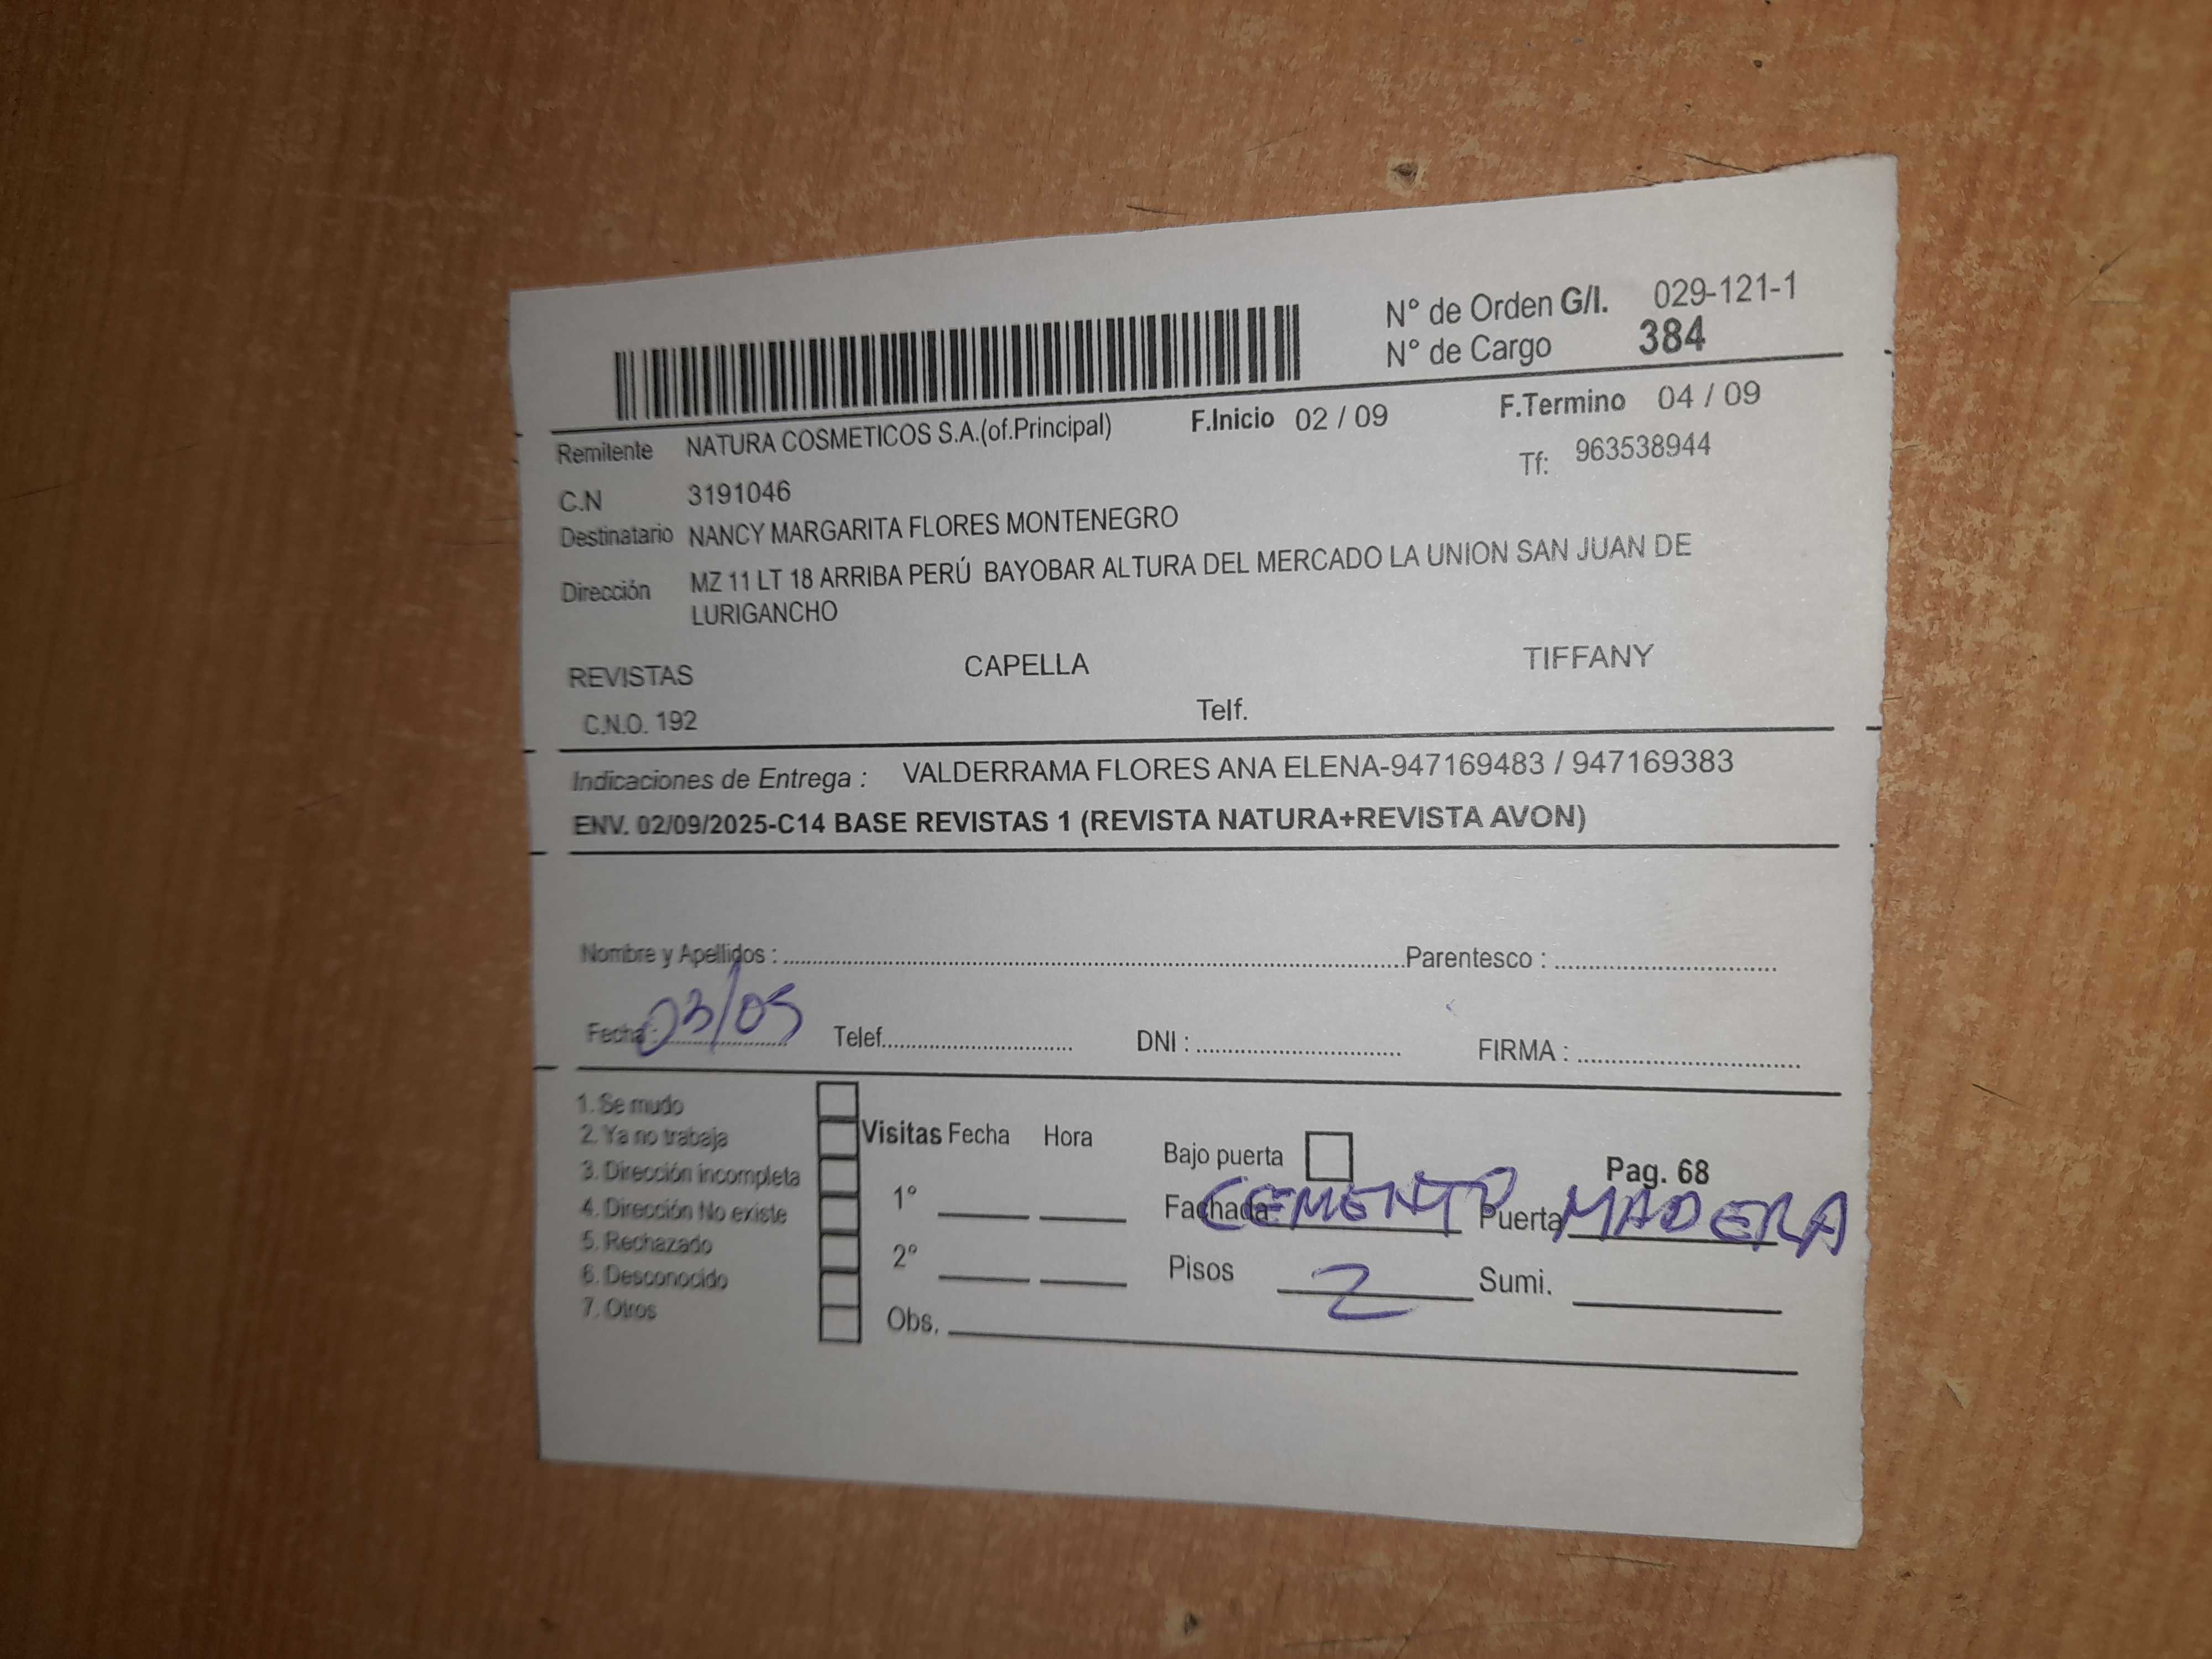 N° de Orden G/I. 029-121-1
N° de Cargo 384
Remitente NATURA COSMETICOS S.A.(of.Principal) F.Inicio 02 / 09 F.Termino 04 / 09
C.N 3191046 Tf: 963538944
Destinatario NANCY MARGARITA FLORES MONTENEGRO
Dirección MZ 11 LT 18 ARRIBA PERÚ BAYOBAR ALTURA DEL MERCADO LA UNION SAN JUAN DE
LURIGANCHO
REVISTAS CAPELLA TIFFANY
C.N.O. 192 Telf.
Indicaciones de Entrega : VALDERRAMA FLORES ANA ELENA-947169483 / 947169383
ENV. 02/09/2025-C14 BASE REVISTAS 1 (REVISTA NATURA+REVISTA AVON)
Nombre y Apellidos : Parentesco :
Fecha : 03/09 Telef. DNI : FIRMA :
1. Se mudo
2. Ya no trabaja Visitas Fecha Hora Bajo puerta Pag. 68
3. Dirección incompleta
4. Dirección No existe 1° Fachada: CEMENTO Puerta MADERA
5. Rechazado
6. Desconocido 2° Pisos 2 Sumi.
7. Otros Obs.